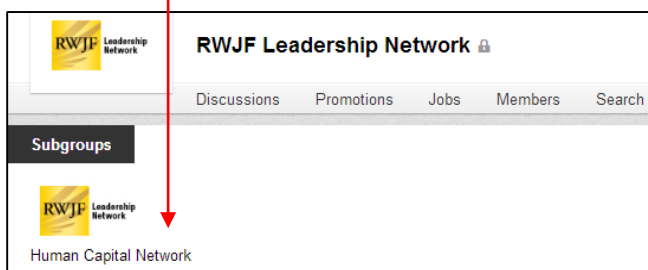 RWJF Leadership Network
RWJF Leadership Network
Discussions Promotions Jobs Members Search
Subgroups
RWJF Leadership Network
Human Capital Network